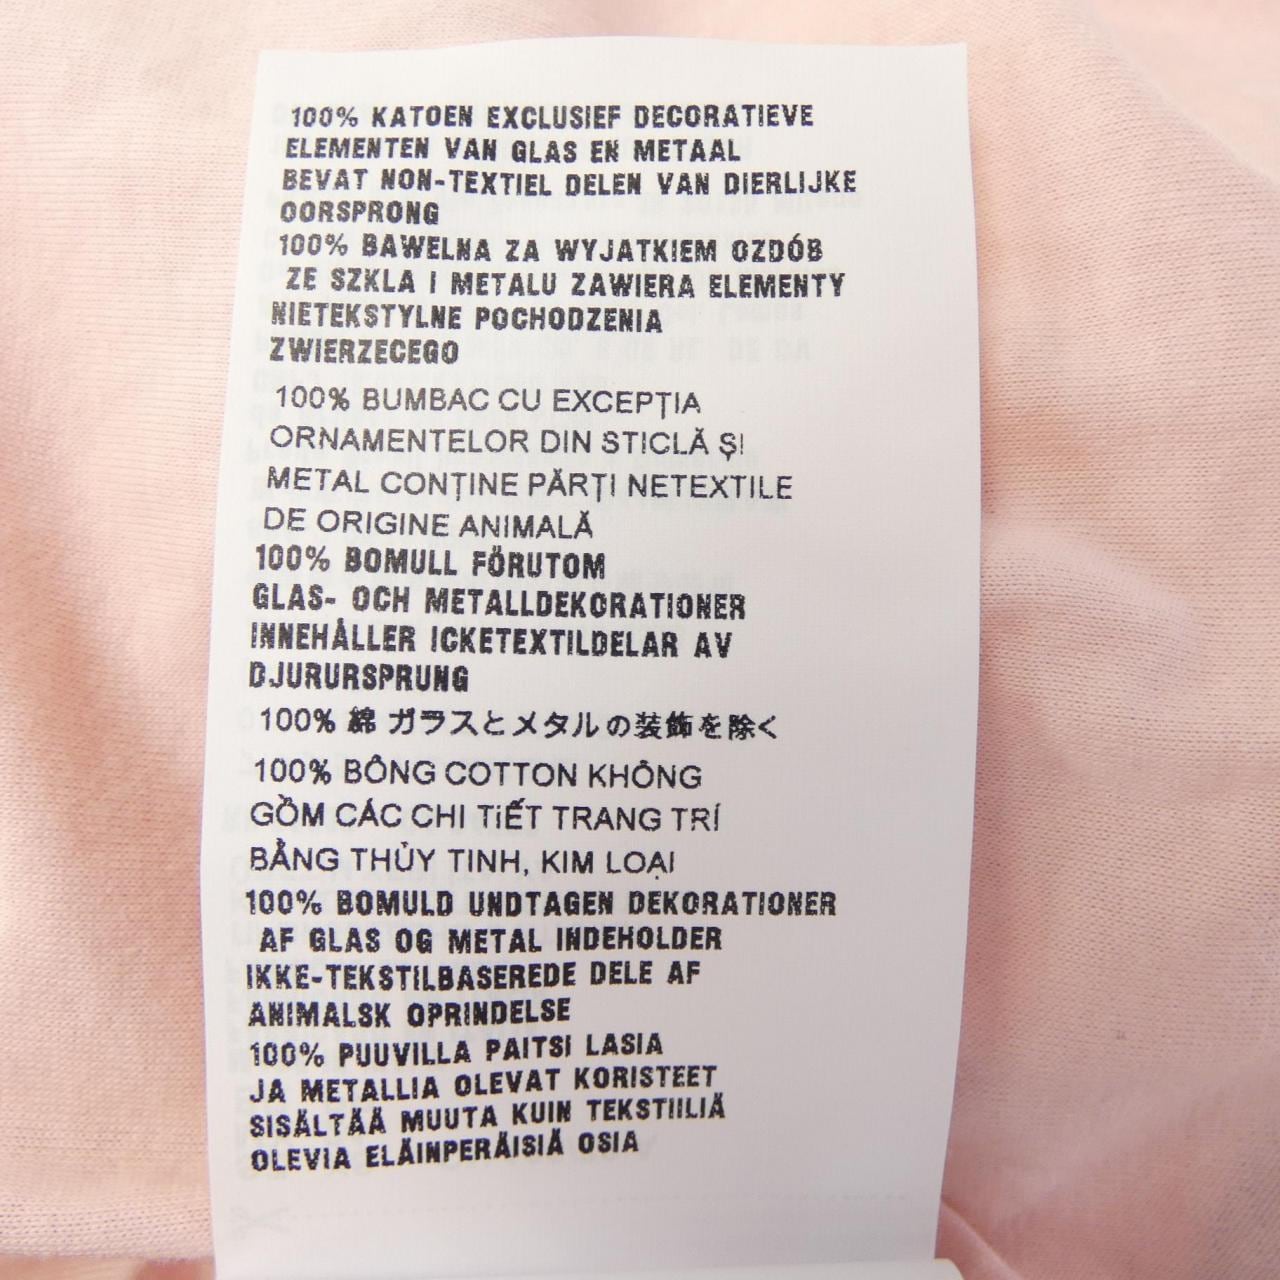 100% KATOEN EXCLUSIEF DECORATIEVE
ELEMENTEN VAN GLAS EN METAAL
BEVAT NON-TEXTIEL DELEN VAN DIERLIJKE
OORSPRONG
100% BAWELNA ZA WYJATKIEM OZDÓB
ZE SZKLA I METALU ZAWIERA ELEMENTY
NIETEKSTYLNE POCHODZENIA
ZWIERZECEGO
100% BUMBAC CU EXCEPȚIA
ORNAMENTELOR DIN STICLĂ ȘI
METAL CONȚINE PĂRȚI NETEXTILE
DE ORIGINE ANIMALĂ
100% BOMULL FÖRUTOM
GLAS- OCH METALLDEKORATIONER
INNEHÅLLER ICKETEXTILDELAR AV
DJURURSPRUNG
100% 綿 ガラスとメタルの装飾を除く
100% BÔNG COTTON KHÔNG
GỒM CÁC CHI TiẾT TRANG TRÍ
BẰNG THỦY TINH, KIM LOẠI
100% BOMULD UNDTAGEN DEKORATIONER
AF GLAS OG METAL INDEHOLDER
IKKE-TEKSTILBASEREDE DELE AF
ANIMALSK OPRINDELSE
100% PUUVILLA PAITSI LASIA
JA METALLIA OLEVAT KORISTEET
SISÄLTÄÄ MUUTA KUIN TEKSTIILIÄ
OLEVIA ELÄINPERÄISIÄ OSIA